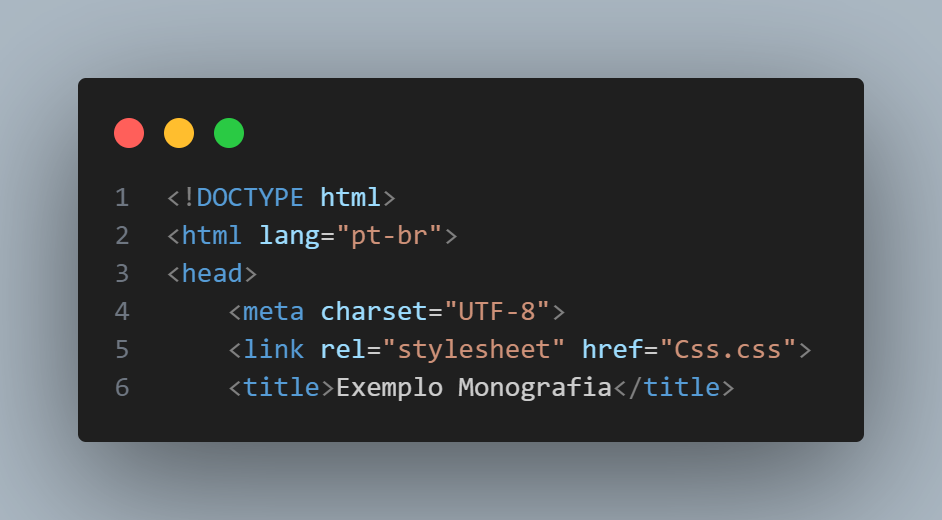 1 <!DOCTYPE html>
2 <html lang="pt-br">
3 <head>
4     <meta charset="UTF-8">
5     <link rel="stylesheet" href="Css.css">
6     <title>Exemplo Monografia</title>